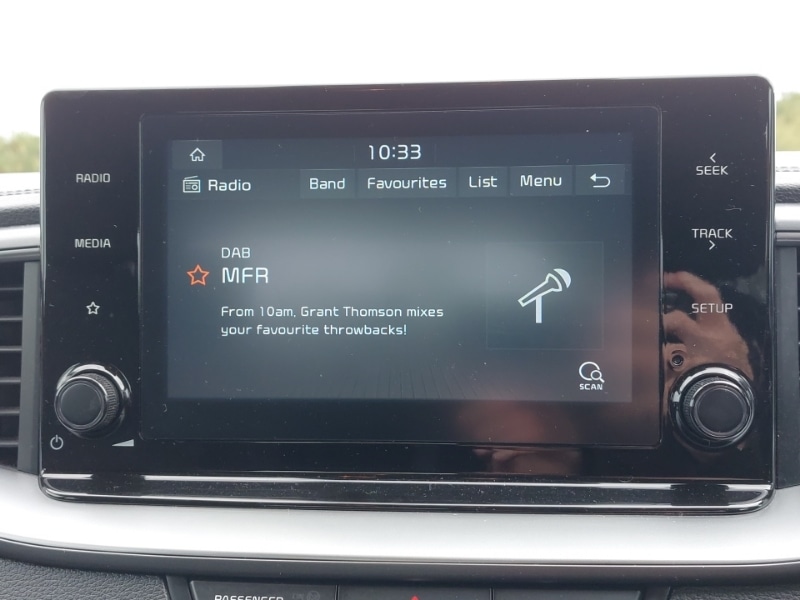 10:33
RADIO
Radio
Band
Favourites
List
Menu
SEEK
MEDIA
TRACK
DAB
MFR
From 10am, Grant Thomson mixes
your favourite throwbacks!
SETUP
SCAN
PASSENGER